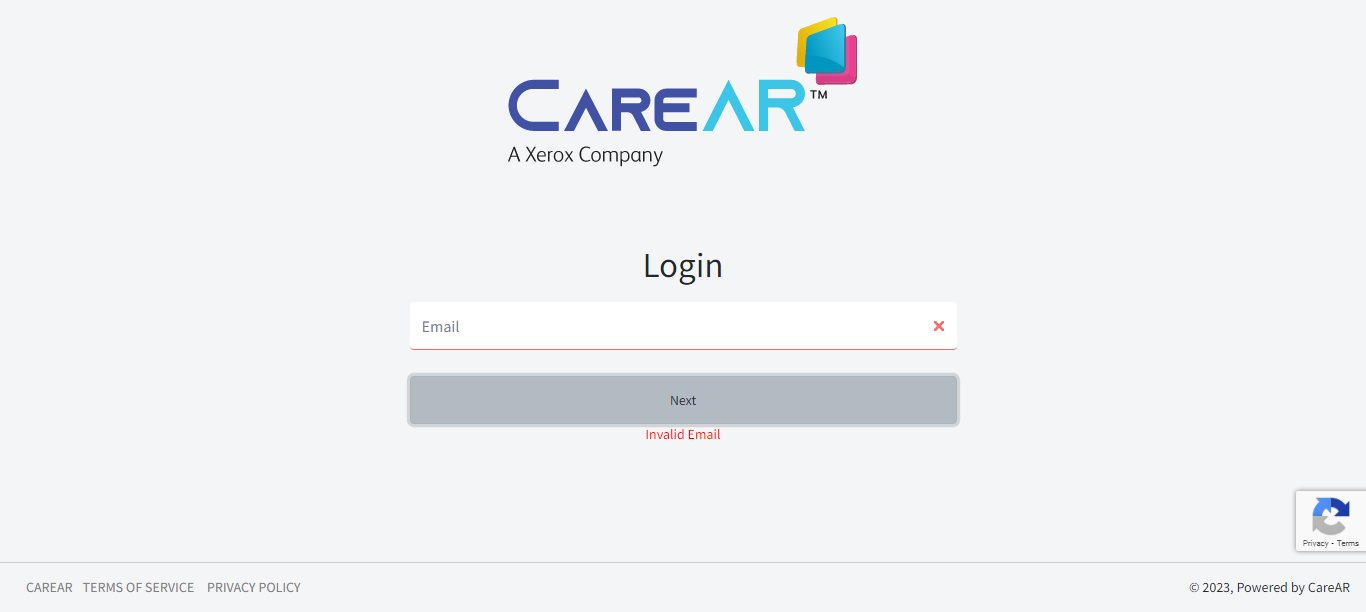 CAREAR™
A Xerox Company
Login
Email
Next
Invalid Email
Privacy - Terms
CAREAR TERMS OF SERVICE PRIVACY POLICY © 2023, Powered by CareAR